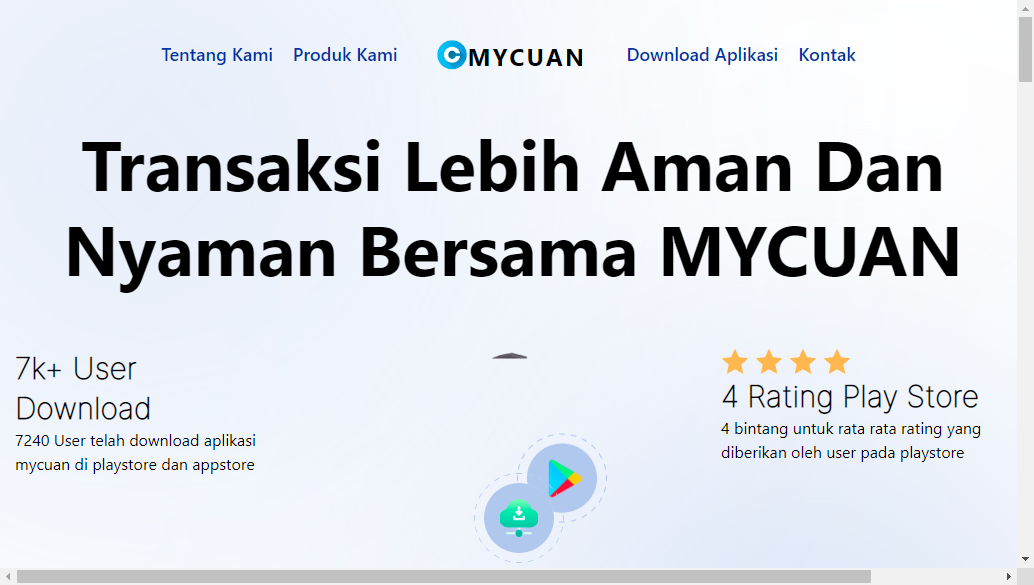 Tentang Kami Produk Kami MYCUAN Download Aplikasi Kontak
Transaksi Lebih Aman Dan
Nyaman Bersama MYCUAN
7k+ User
Download
7240 User telah download aplikasi
mycuan di playstore dan appstore
4 Rating Play Store
4 bintang untuk rata rata rating yang
diberikan oleh user pada playstore